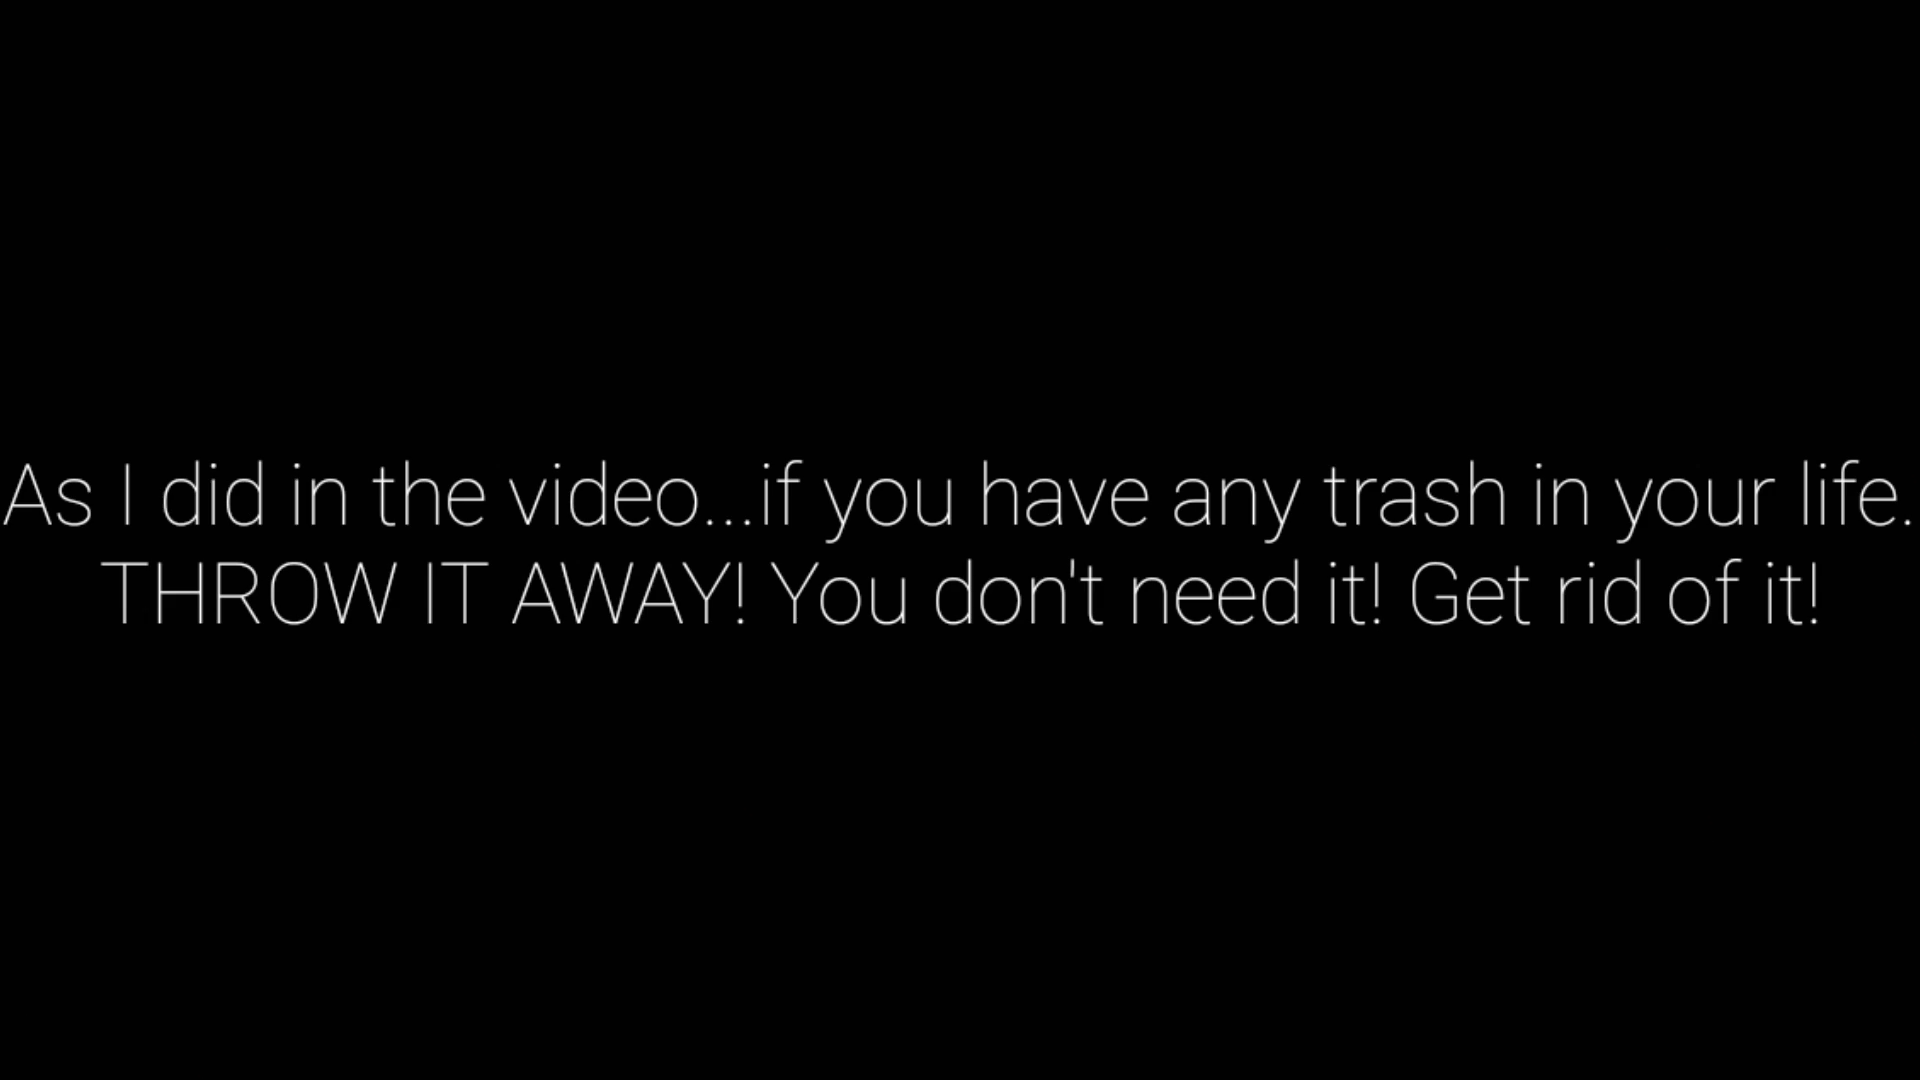 As I did in the video...if you have any trash in your life.
THROW IT AWAY! You don't need it! Get rid of it!